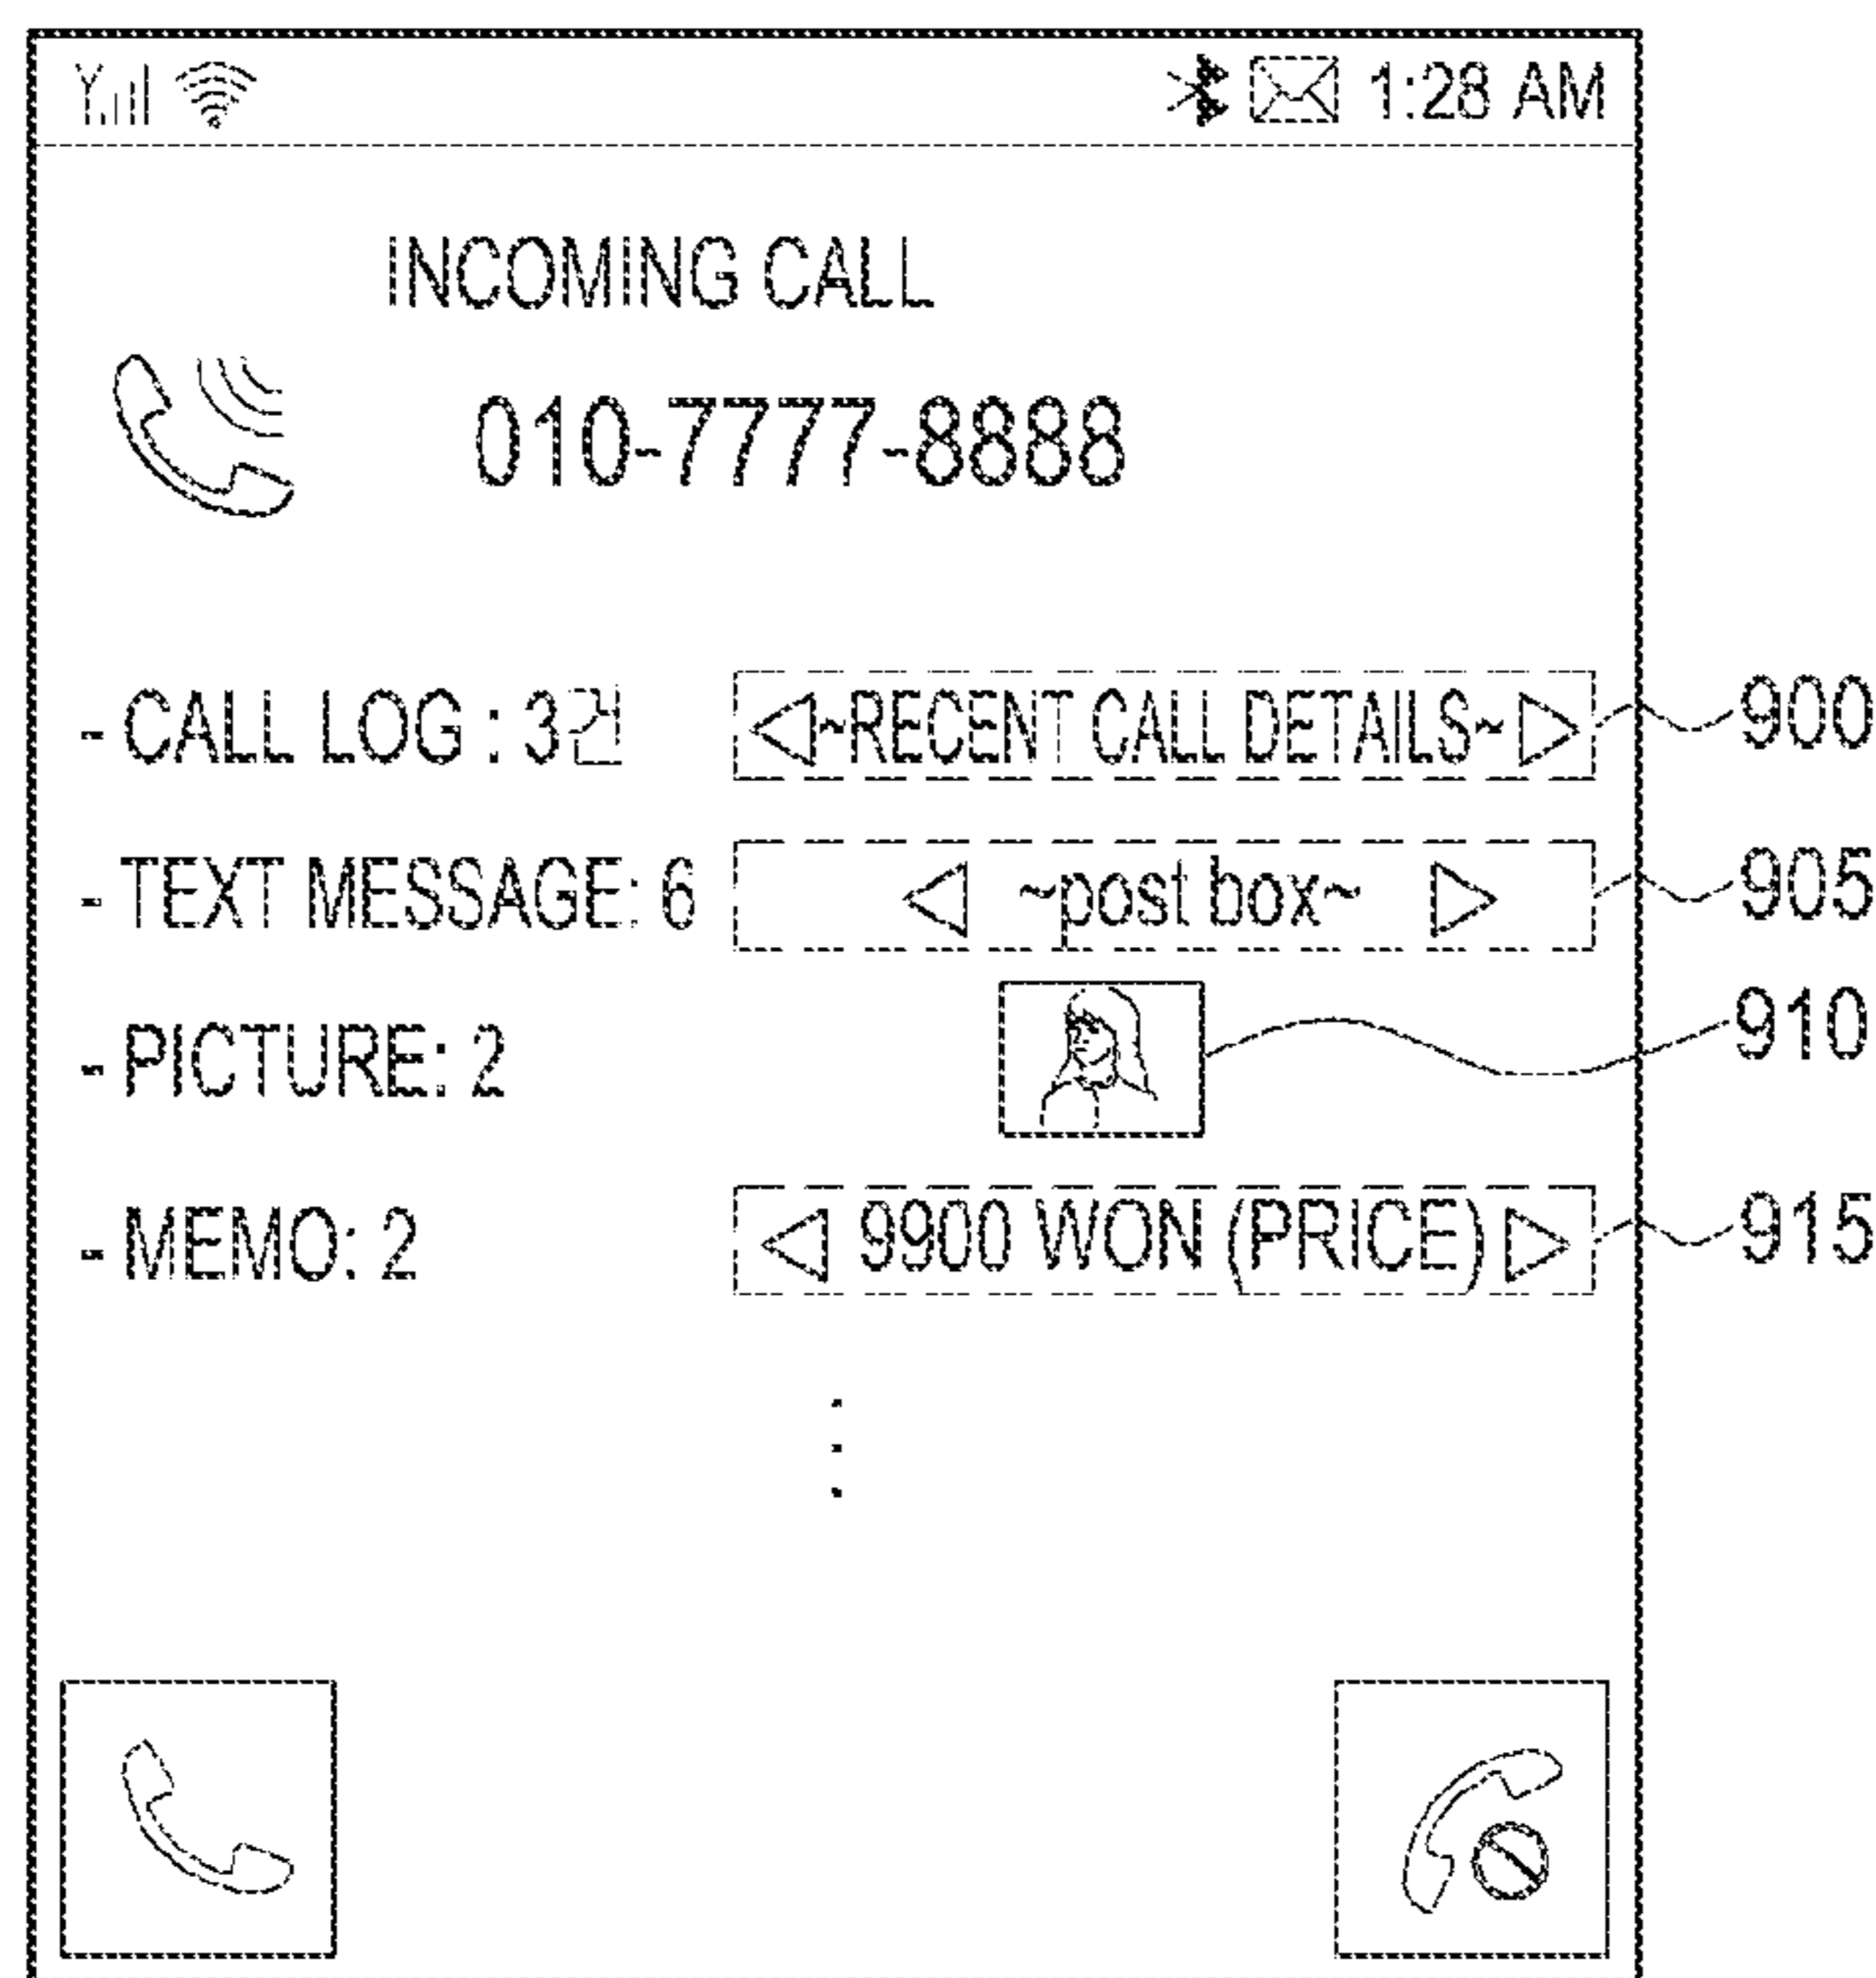 1:28 AM
INCOMING CALL
010-7777-8888
- CALL LOG : 3 ~RECENT CALL DETAILS~ 900
- TEXT MESSAGE: 6 ~post box~ 905
- PICTURE: 2 910
- MEMO: 2 9900 WON (PRICE) 915